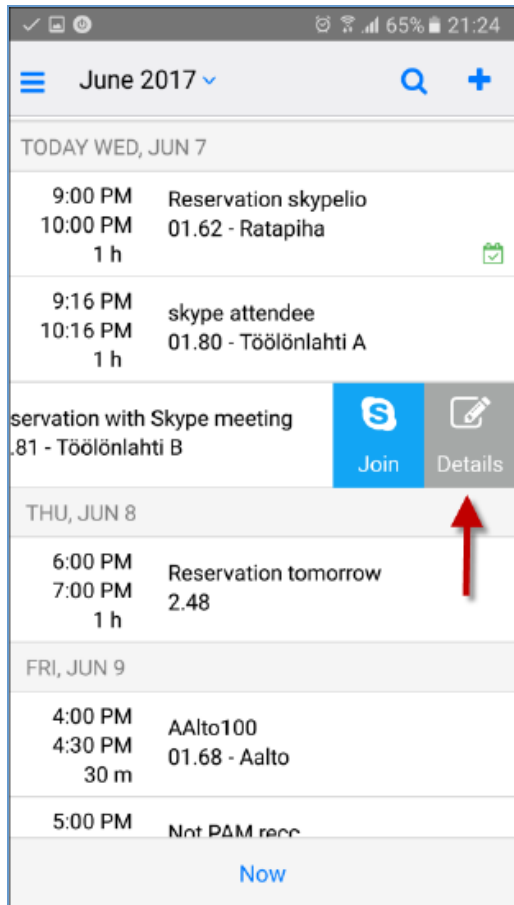 65% 21:24
June 2017
TODAY WED, JUN 7
9:00 PM
10:00 PM
1 h
Reservation skypelio
01.62 - Ratapiha
9:16 PM
10:16 PM
1 h
skype attendee
01.80 - Töölönlahti A
servation with Skype meeting
.81 - Töölönlahti B
Join
Details
THU, JUN 8
6:00 PM
7:00 PM
1 h
Reservation tomorrow
2.48
FRI, JUN 9
4:00 PM
4:30 PM
30 m
AAlto100
01.68 - Aalto
5:00 PM
Not PAM recc
Now